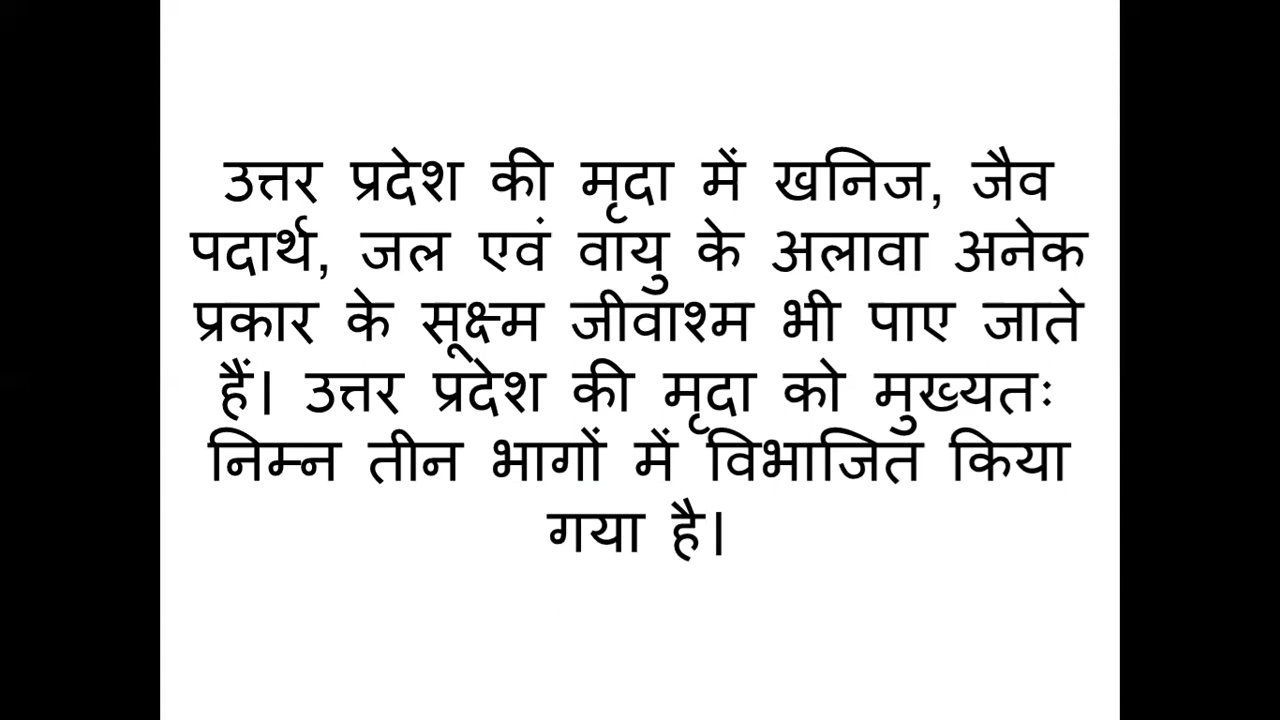 उत्तर प्रदेश की मृदा में खनिज, जैव
पदार्थ, जल एवं वायु के अलावा अनेक
प्रकार के सूक्ष्म जीवाश्म भी पाए जाते
हैं। उत्तर प्रदेश की मृदा को मुख्यतः
निम्न तीन भागों में विभाजित किया
गया है।